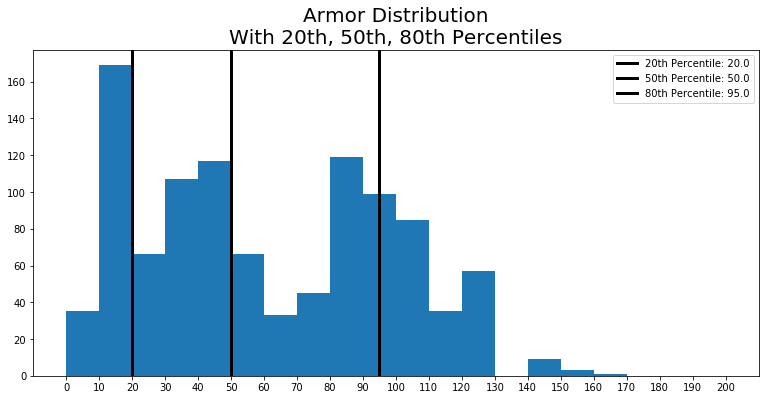 Armor Distribution
With 20th, 50th, 80th Percentiles
20th Percentile: 20.0
50th Percentile: 50.0
80th Percentile: 95.0
160
140
120
100
80
60
40
20
0
0 10 20 30 40 50 60 70 80 90 100 110 120 130 140 150 160 170 180 190 200